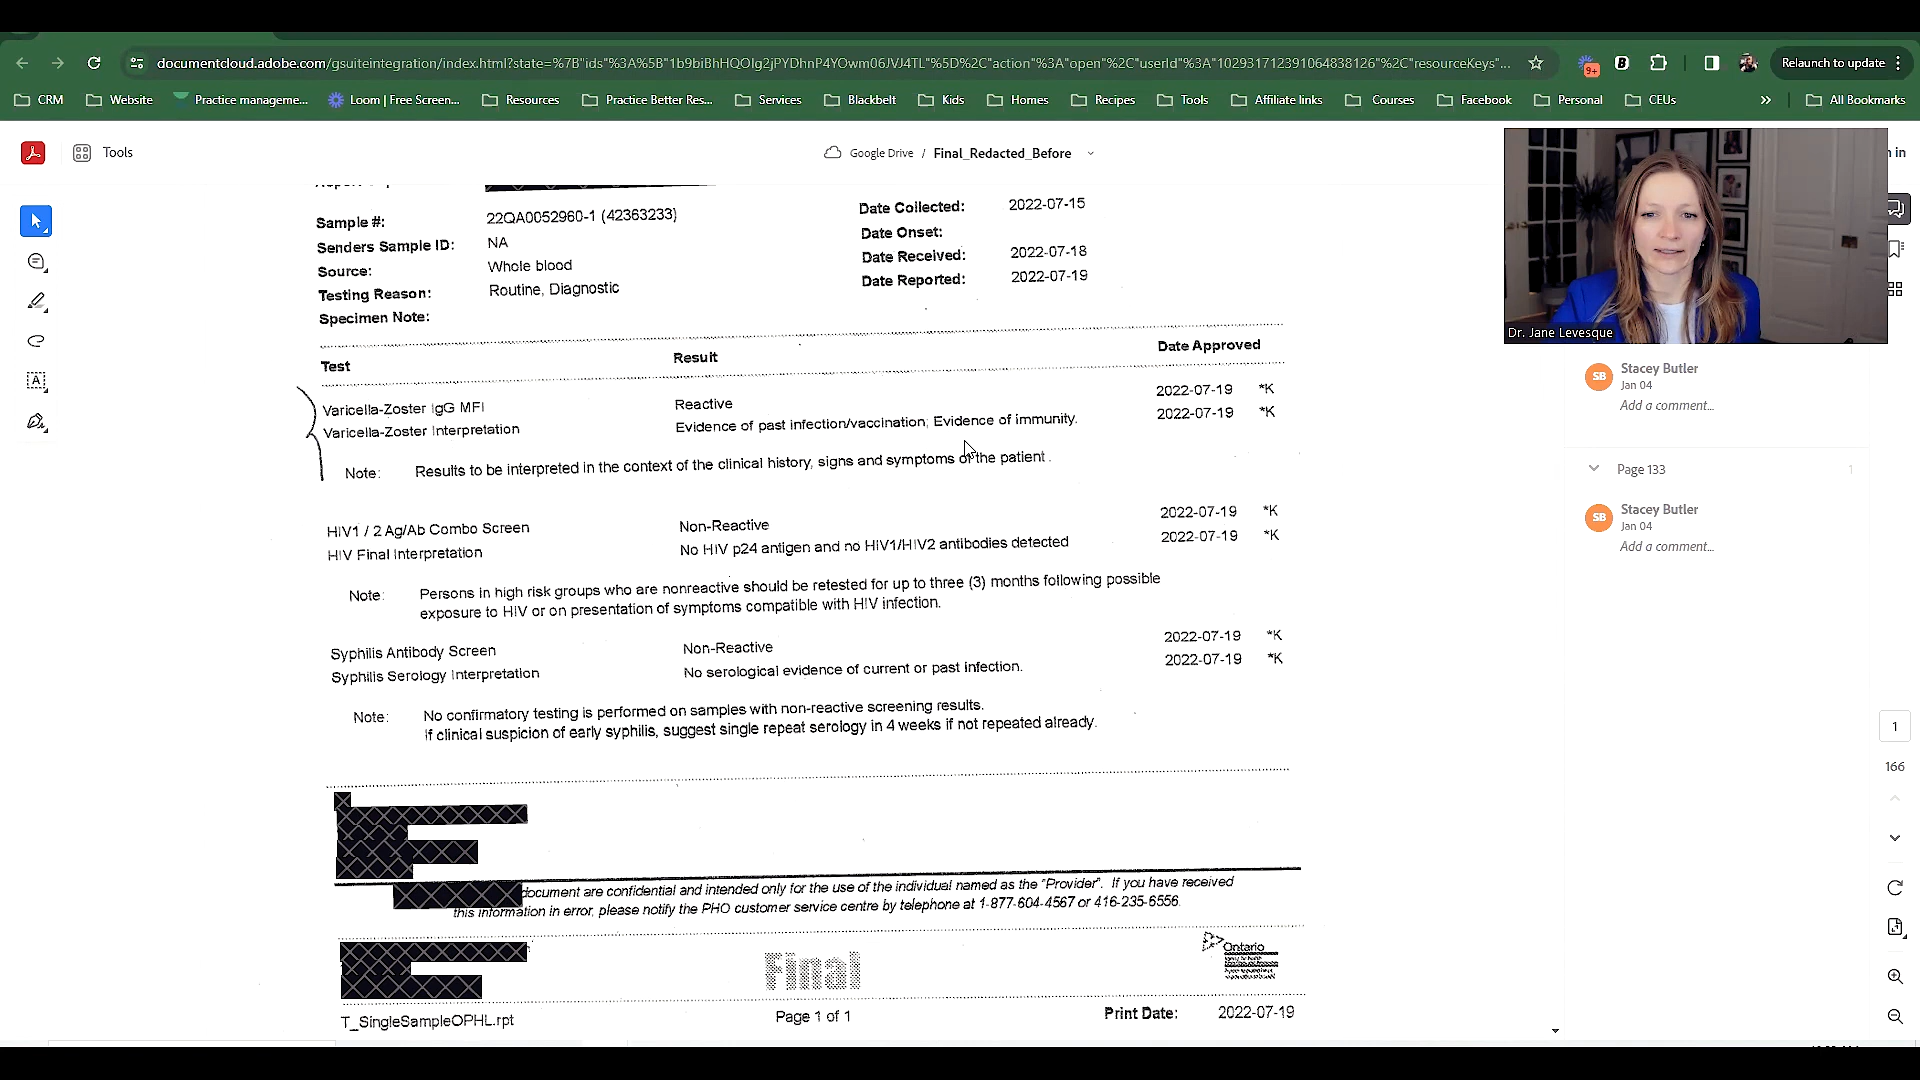 documentcloud.adobe.com/gsuiteintegration/index.html?state=%7B"ids"%3A%5B"1b9biBhHQOIg2jPYDhnP4YOwm06JVJ4TL"%5D%2C"action"%3A"open"%2C"userId"%3A"102931712391064838126"%2C"resourceKeys"...
9+
Relaunch to update
CRM
Website
Practice manageme...
Loom | Free Screen...
Resources
Practice Better Res...
Services
Blackbelt
Kids
Homes
Recipes
Tools
Affiliate links
Courses
Facebook
Personal
CEUs
All Bookmarks
Tools
Google Drive / Final_Redacted_Before
n in
Sample #: 22QA0052960-1 (42363233) Date Collected: 2022-07-15
Senders Sample ID: NA Date Onset:
Source: Whole blood Date Received: 2022-07-18
Testing Reason: Routine, Diagnostic Date Reported: 2022-07-19
Specimen Note:
Test Result Date Approved
Varicella-Zoster IgG MFI Reactive 2022-07-19 *K
Varicella-Zoster Interpretation Evidence of past infection/vaccination; Evidence of immunity. 2022-07-19 *K
Note: Results to be interpreted in the context of the clinical history, signs and symptoms of the patient .
HIV1 / 2 Ag/Ab Combo Screen Non-Reactive 2022-07-19 *K
HIV Final Interpretation No HIV p24 antigen and no HIV1/HIV2 antibodies detected 2022-07-19 *K
Note: Persons in high risk groups who are nonreactive should be retested for up to three (3) months following possible
exposure to HIV or on presentation of symptoms compatible with HIV infection.
Syphilis Antibody Screen Non-Reactive 2022-07-19 *K
Syphilis Serology Interpretation No serological evidence of current or past infection. 2022-07-19 *K
Note: No confirmatory testing is performed on samples with non-reactive screening results.
If clinical suspicion of early syphilis, suggest single repeat serology in 4 weeks if not repeated already.
document are confidential and intended only for the use of the individual named as the "Provider". If you have received
this information in error, please notify the PHO customer service centre by telephone at 1-877-604-4567 or 416-235-6556.
Final
Ontario
T_SingleSampleOPHL.rpt Page 1 of 1 Print Date: 2022-07-19
Dr. Jane Levesque
SB Stacey Butler
Jan 04
Add a comment...
Page 133 1
SB Stacey Butler
Jan 04
Add a comment...
1
166